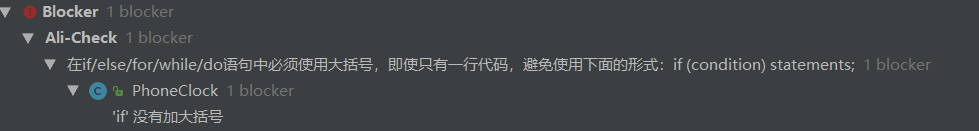 Blocker 1 blocker
Ali-Check 1 blocker
在if/else/for/while/do语句中必须使用大括号，即使只有一行代码，避免使用下面的形式：if (condition) statements; 1 blocker
PhoneClock 1 blocker
'if' 没有加大括号